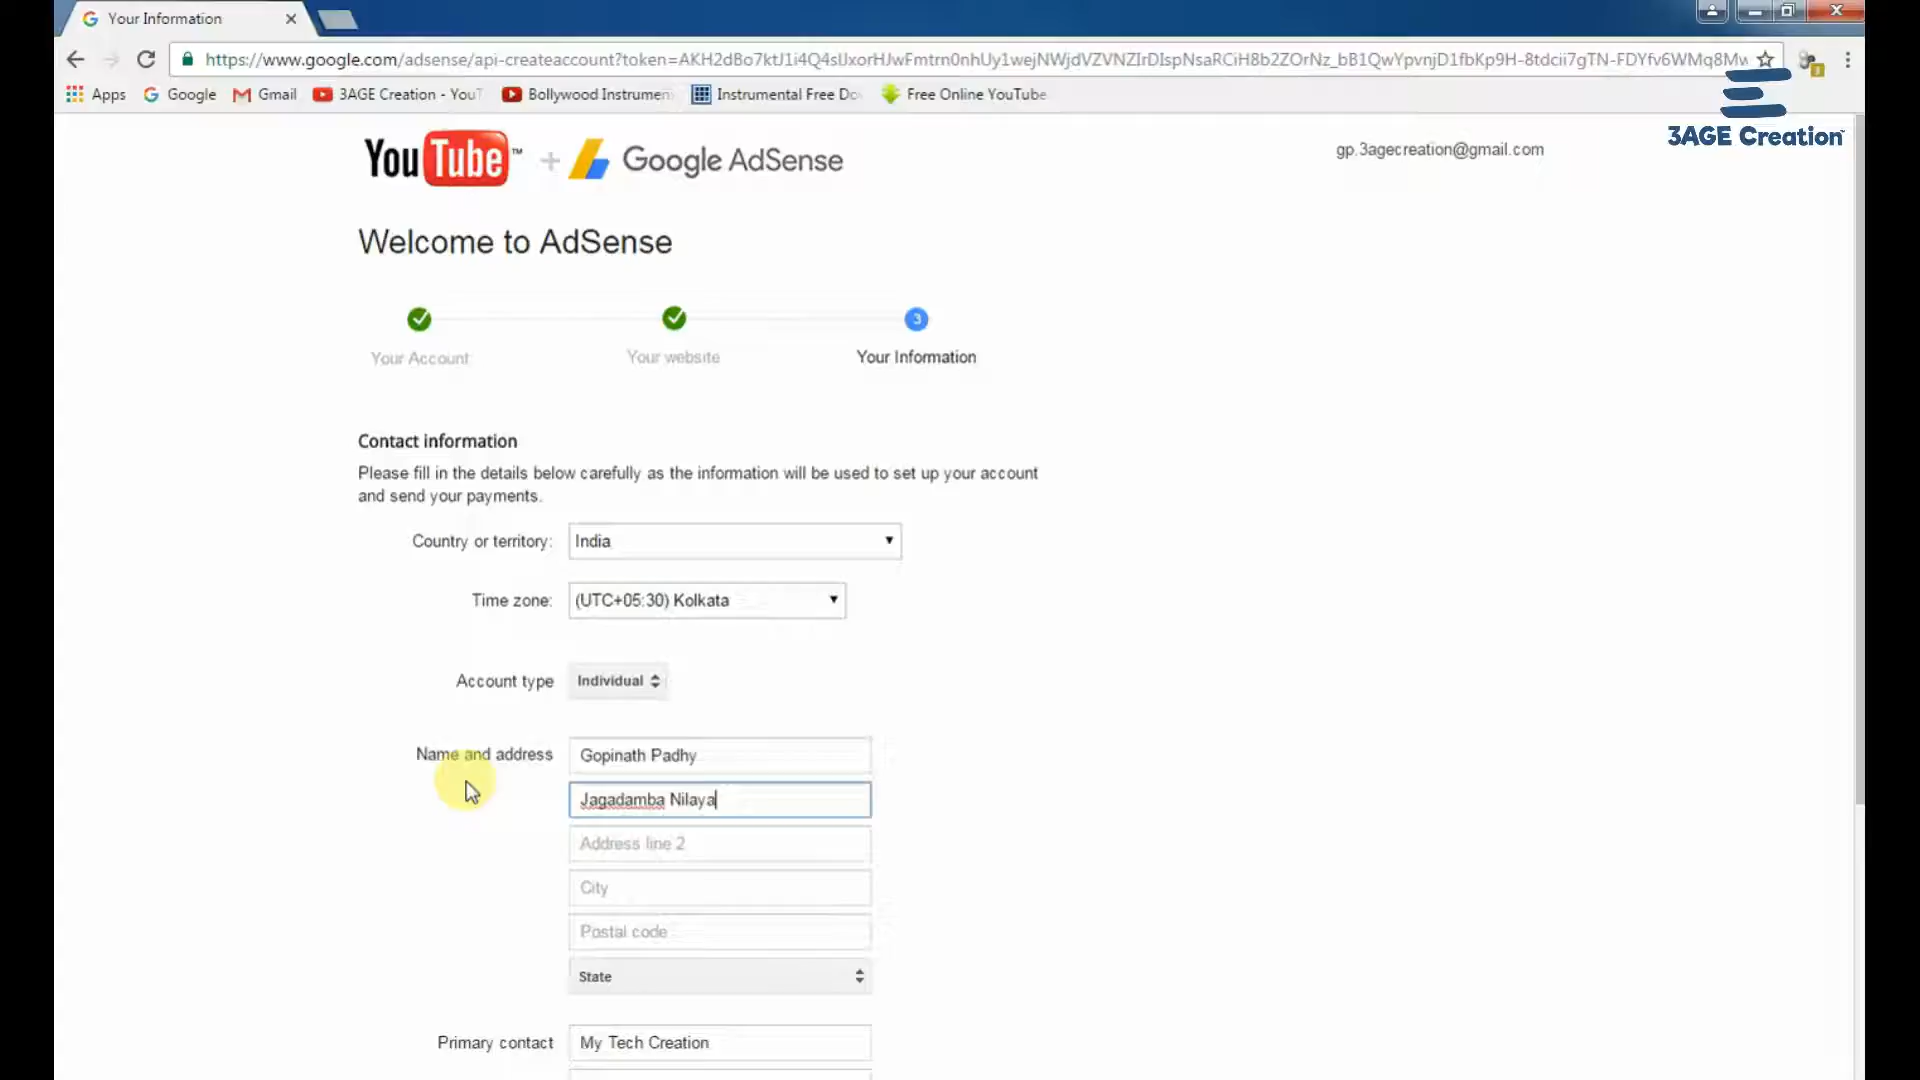 Your Information
https://www.google.com/adsense/api-createaccount?token=
Apps
Google
Gmail
3AGE Creation - You
Bollywood Instrumen
Instrumental Free Do
Free Online YouTube
3AGE Creation
YouTube™ + Google AdSense
gp.3agecreation@gmail.com
Welcome to AdSense
3
Your Account
Your website
Your Information
Contact information
Please fill in the details below carefully as the information will be used to set up your account
and send your payments.
Country or territory: India
Time zone: (UTC+05:30) Kolkata
Account type Individual
Name and address Gopinath Padhy
Jagadamba Nilaya
Address line 2
City
Postal code
State
Primary contact My Tech Creation